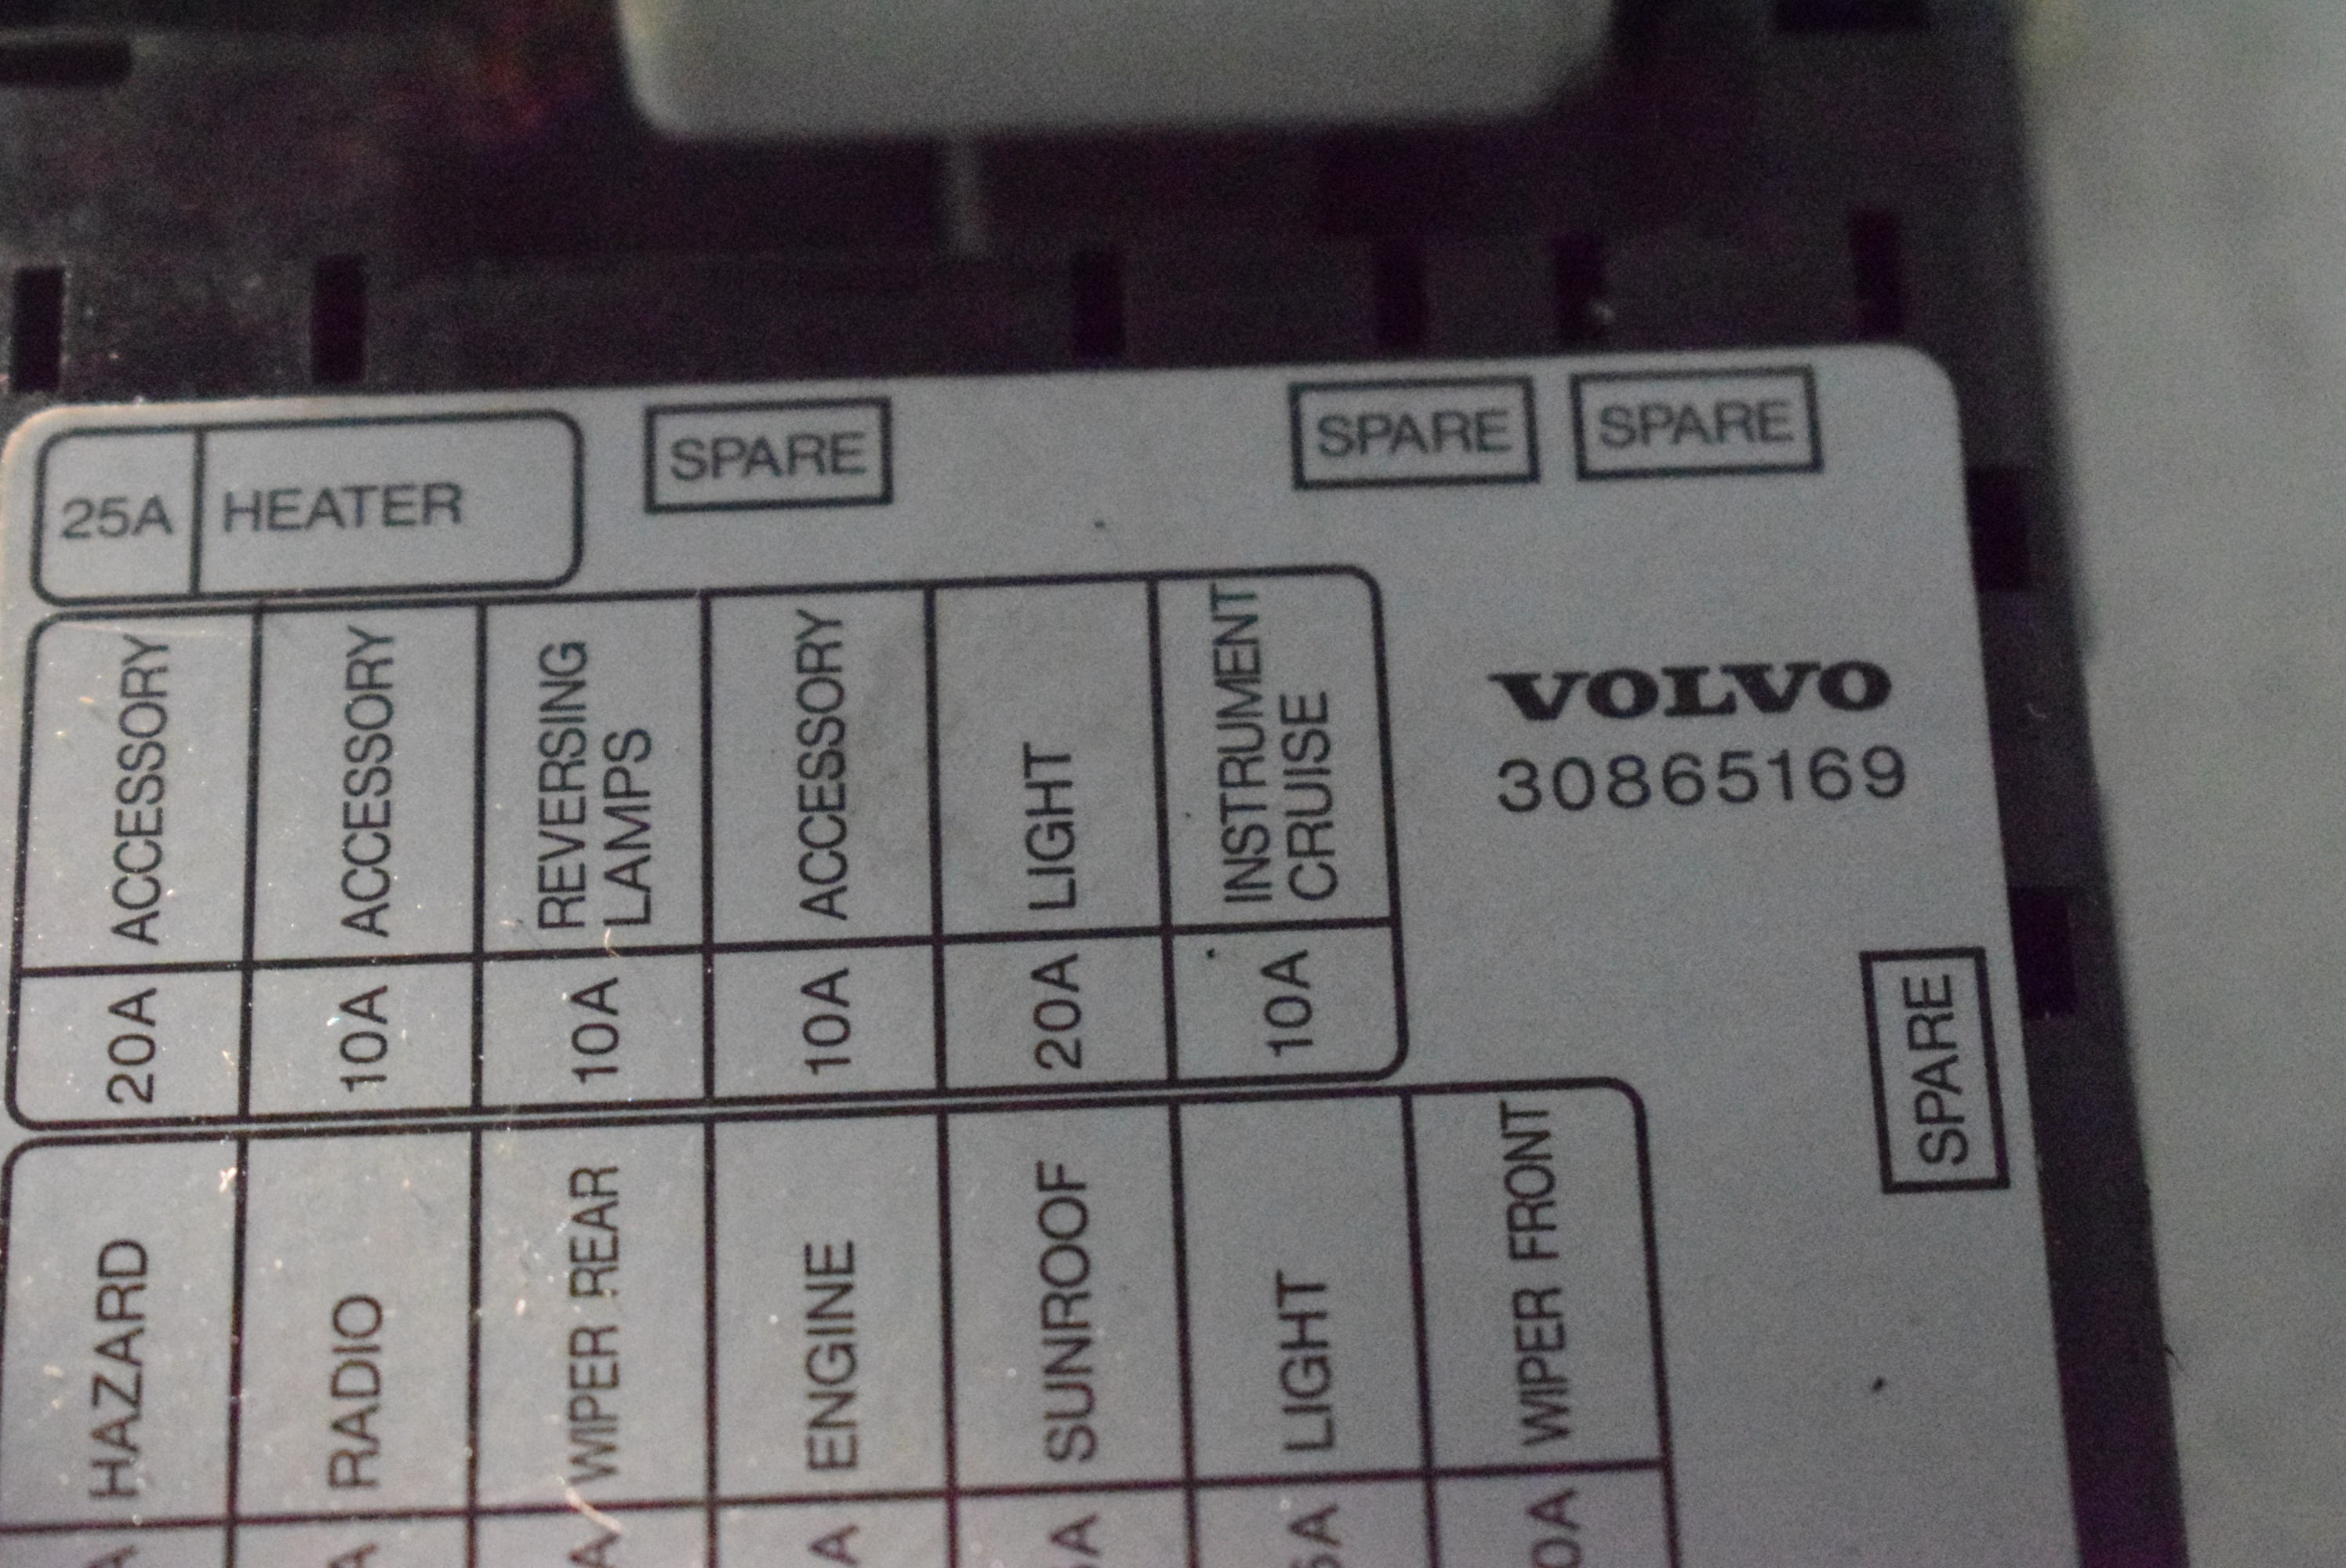 25A HEATER
SPARE
SPARE
SPARE
20A ACCESSORY
10A ACCESSORY
10A REVERSING
LAMPS
10A ACCESSORY
20A LIGHT
10A INSTRUMENT
CRUISE
VOLVO
30865169
SPARE
A HAZARD
A RADIO
A WIPER REAR
A ENGINE
A SUNROOF
A LIGHT
0A WIPER FRONT